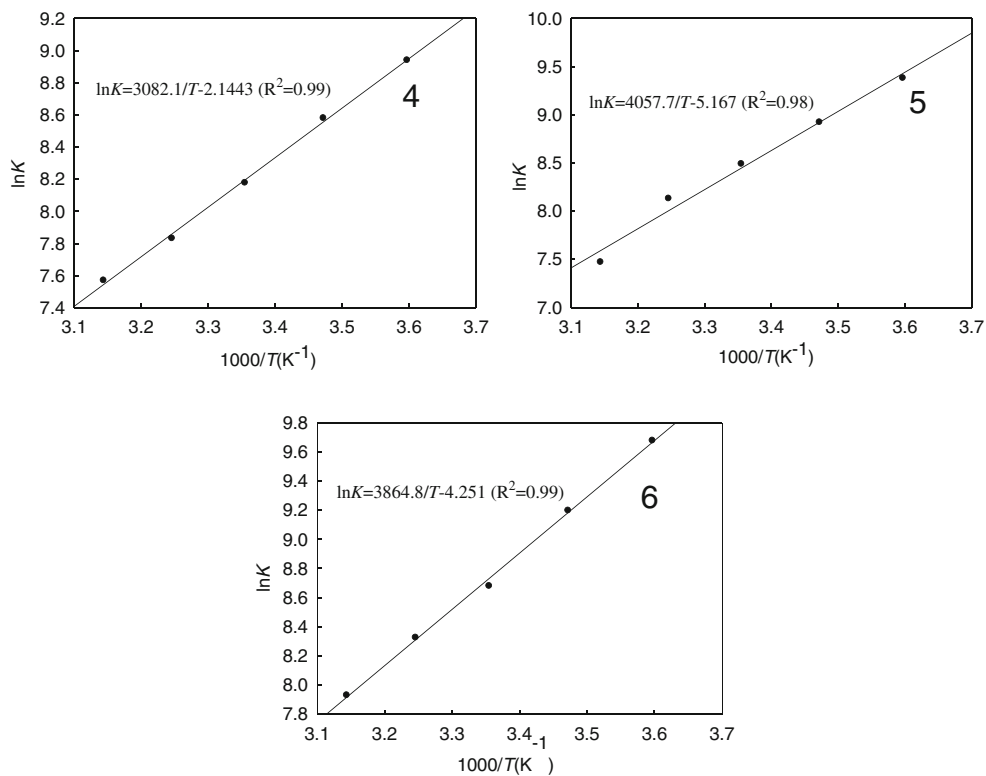 9.2
9.0
8.8
8.6
8.4
8.2
8.0
7.8
7.6
7.4
lnK
lnK=3082.1/T-2.1443 (R²=0.99)
4
3.1 3.2 3.3 3.4 3.5 3.6 3.7
1000/T(K⁻¹)
10.0
9.5
9.0
8.5
8.0
7.5
7.0
lnK
lnK=4057.7/T-5.167 (R²=0.98)
5
3.1 3.2 3.3 3.4 3.5 3.6 3.7
1000/T(K⁻¹)
9.8
9.6
9.4
9.2
9.0
8.8
8.6
8.4
8.2
8.0
7.8
lnK
lnK=3864.8/T-4.251 (R²=0.99)
6
3.1 3.2 3.3 3.4 3.5 3.6 3.7
-1
1000/T(K )